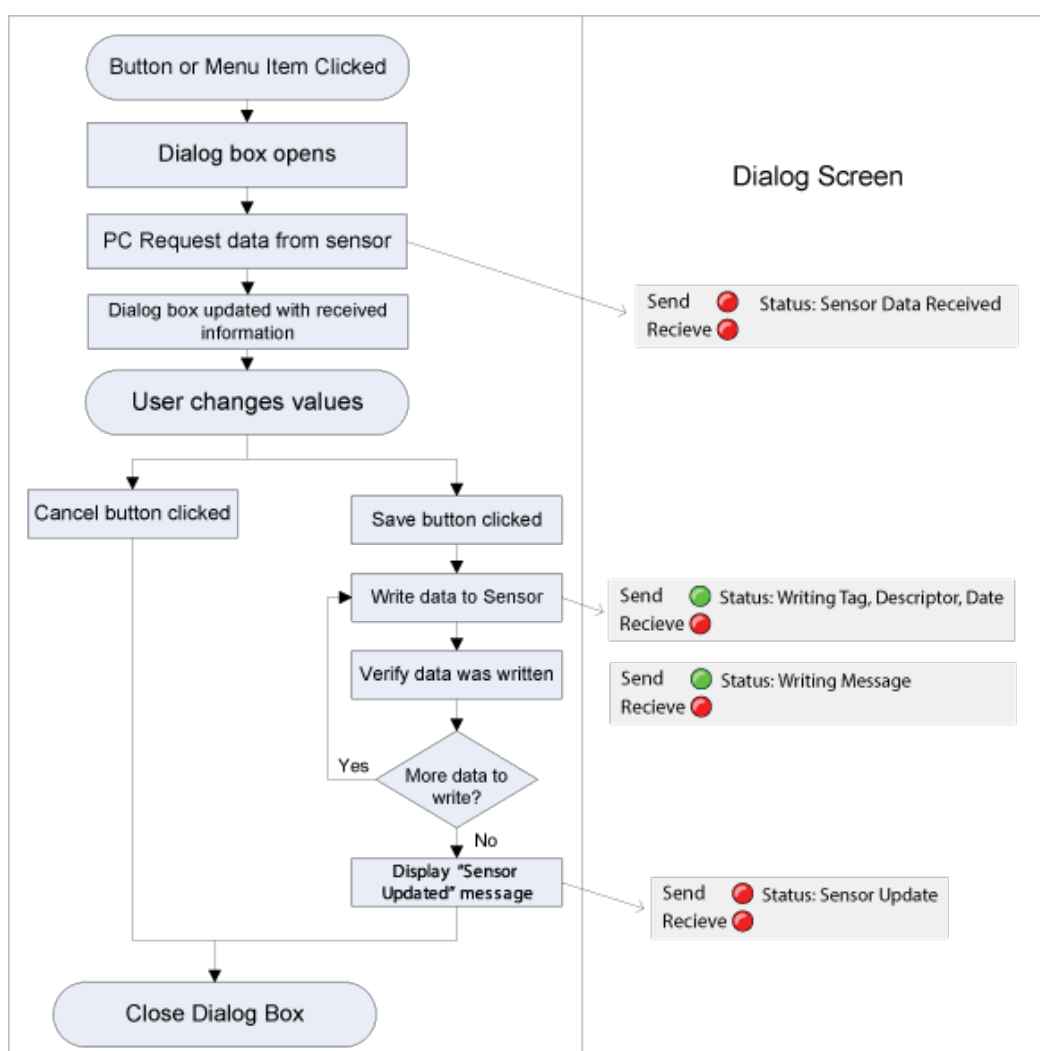 Button or Menu Item Clicked
Dialog box opens
Dialog Screen
PC Request data from sensor
Send Status: Sensor Data Received
Recieve
Dialog box updated with received
information
User changes values
Cancel button clicked
Save button clicked
Write data to Sensor
Send Status: Writing Tag, Descriptor, Date
Recieve
Verify data was written
Send Status: Writing Message
Recieve
Yes
More data to
write?
No
Display "Sensor
Updated" message
Send Status: Sensor Update
Recieve
Close Dialog Box